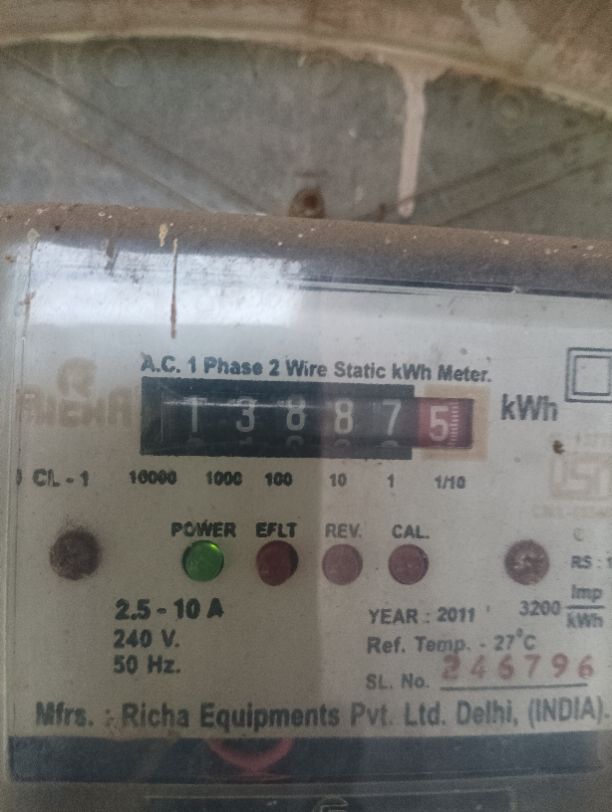 A.C. 1 Phase 2 Wire Static kWh Meter.
RICHA
1 3 8 8 7 5 kWh
CL - 1 10000 1000 100 10 1 1/10
POWER EFLT REV. CAL.
2.5 - 10 A
240 V.
50 Hz.
YEAR : 2011 3200 Imp/kWh
Ref. Temp. - 27°C
SL. No. 246796
Mfrs. : Richa Equipments Pvt. Ltd. Delhi, (INDIA).